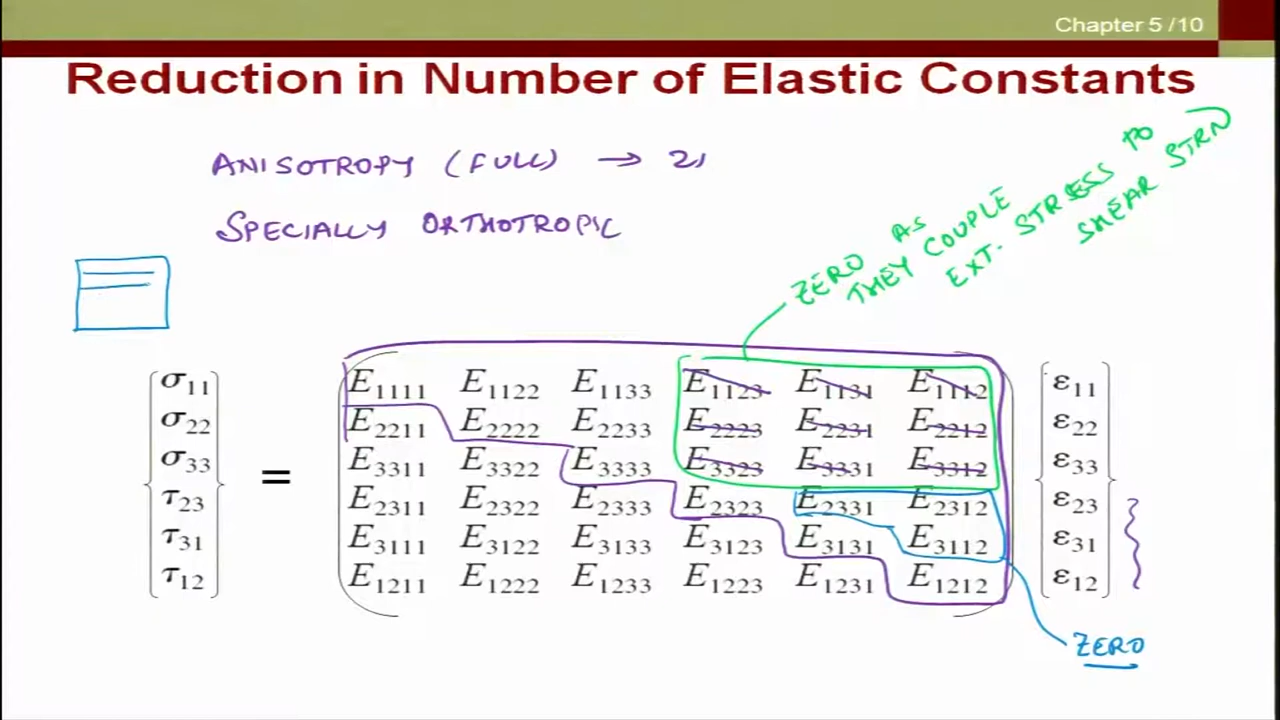 Chapter 5 /10
Reduction in Number of Elastic Constants
ANISOTROPY (FULL) → 21
SPECIALLY ORTHOTROPIC
ZERO AS
THEY COUPLE
EXT. STRESS TO
SHEAR STRN
σ11 E1111 E1122 E1133 E1123 E1131 E1112 ε11
σ22 E2211 E2222 E2233 E2223 E2231 E2212 ε22
σ33 = E3311 E3322 E3333 E3323 E3331 E3312 ε33
τ23 E2311 E2322 E2333 E2323 E2331 E2312 ε23
τ31 E3111 E3122 E3133 E3123 E3131 E3112 ε31
τ12 E1211 E1222 E1233 E1223 E1231 E1212 ε12
ZERO